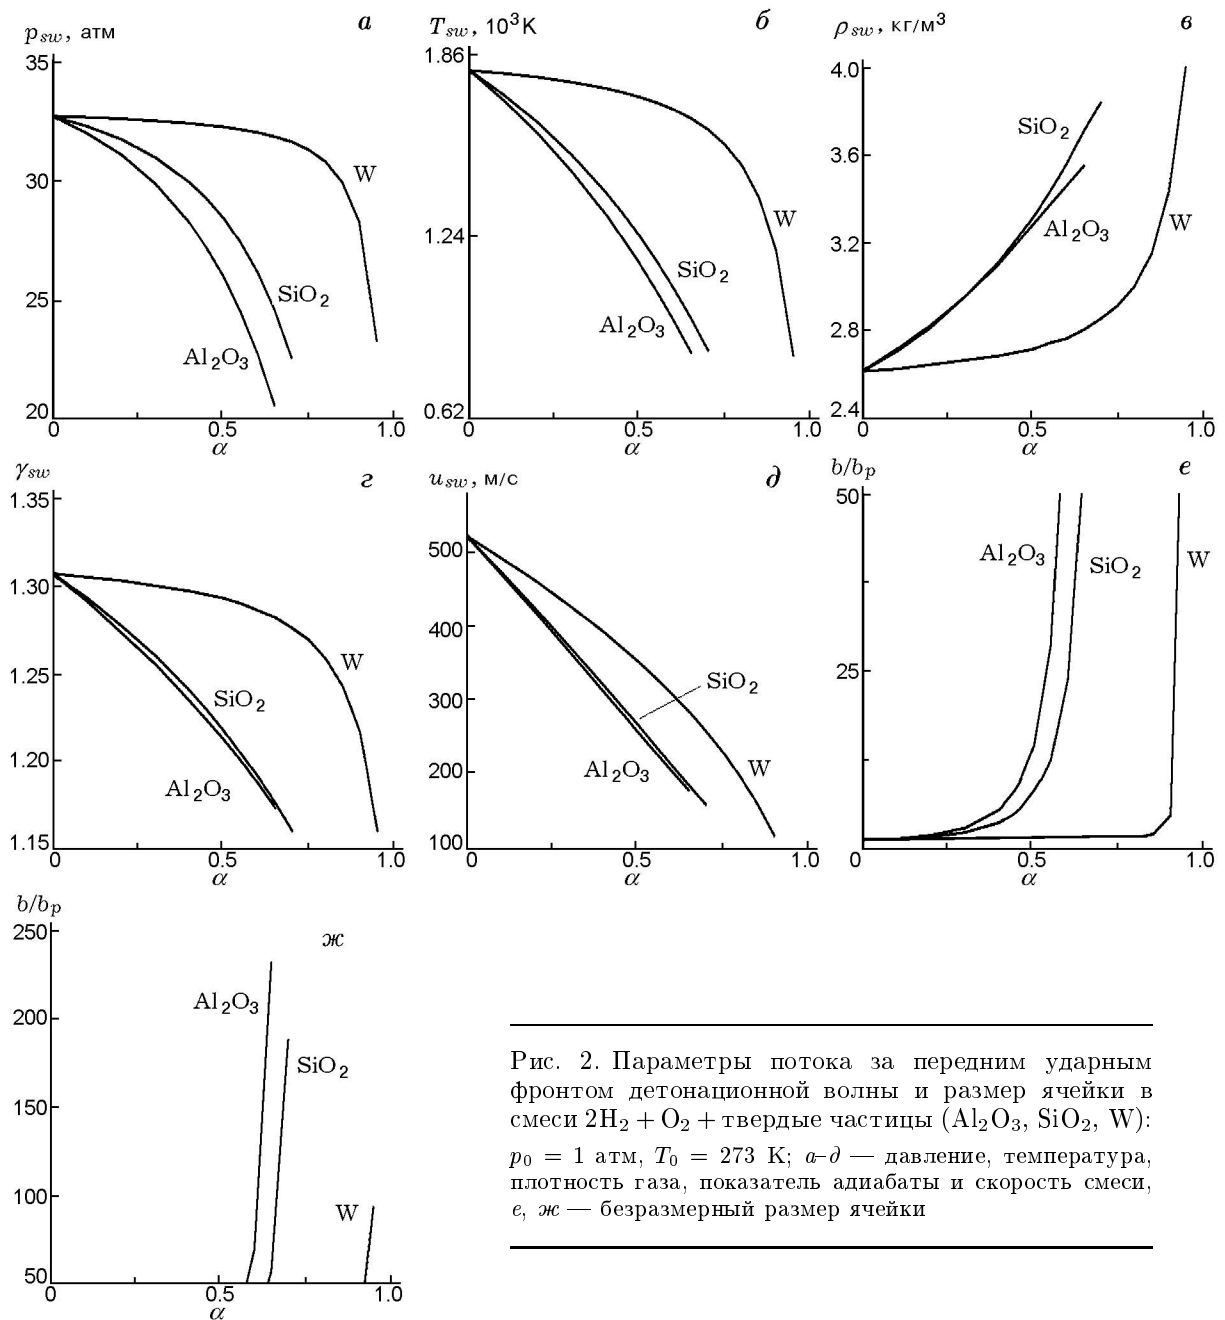 p_sw, атм
а
35
30
25
20
0
0.5
1.0
α
W
SiO₂
Al₂O₃
T_sw, 10³K
б
1.86
1.24
0.62
0
0.5
1.0
α
W
SiO₂
Al₂O₃
ρ_sw, кг/м³
в
4.0
3.6
3.2
2.8
2.4
0
0.5
1.0
α
SiO₂
Al₂O₃
W
γ_sw
г
1.35
1.30
1.25
1.20
1.15
0
0.5
1.0
α
W
SiO₂
Al₂O₃
u_sw, м/с
д
500
400
300
200
100
0
0.5
1.0
α
SiO₂
Al₂O₃
W
b/b_p
е
50
25
0
0.5
1.0
α
Al₂O₃
SiO₂
W
b/b_p
ж
250
200
150
100
50
0
0.5
1.0
α
Al₂O₃
SiO₂
W
Рис. 2. Параметры потока за передним ударным
фронтом детонационной волны и размер ячейки в
смеси 2H₂ + O₂ + твердые частицы (Al₂O₃, SiO₂, W):
p₀ = 1 атм, T₀ = 273 K; а–д — давление, температура,
плотность газа, показатель адиабаты и скорость смеси,
е, ж — безразмерный размер ячейки